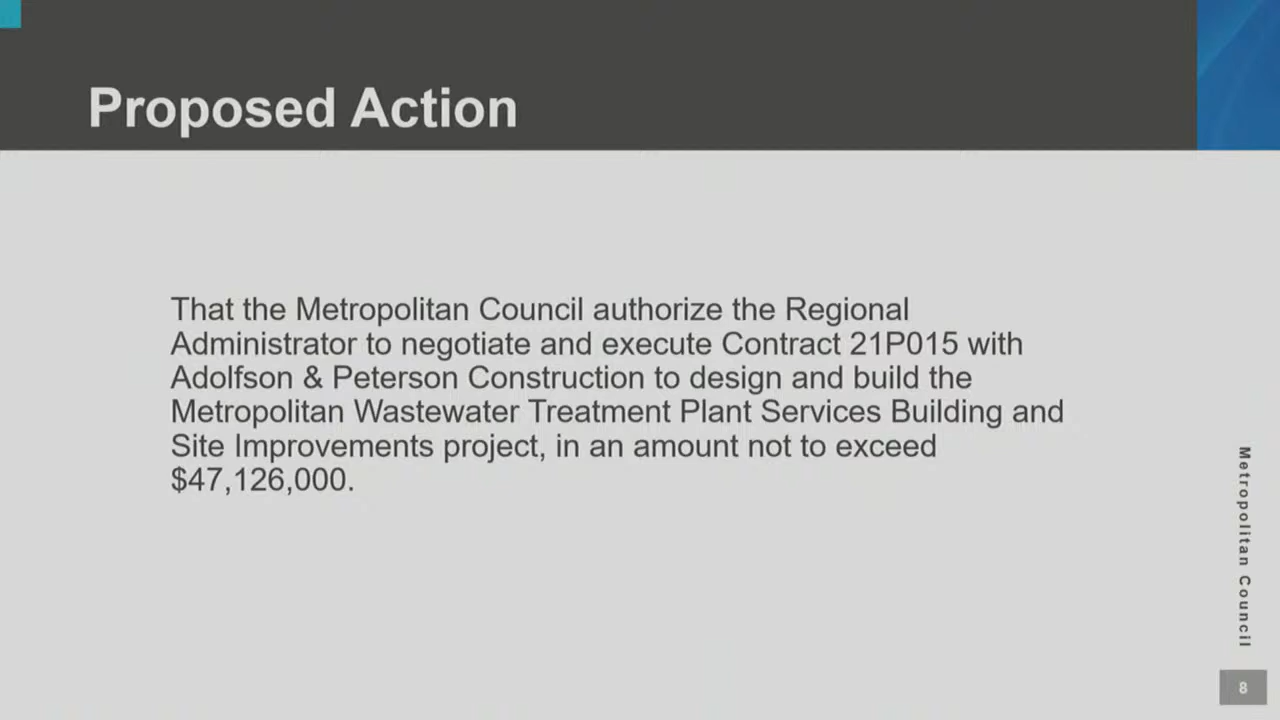 Proposed Action
That the Metropolitan Council authorize the Regional
Administrator to negotiate and execute Contract 21P015 with
Adolfson & Peterson Construction to design and build the
Metropolitan Wastewater Treatment Plant Services Building and
Site Improvements project, in an amount not to exceed
$47,126,000.
Metropolitan Council
8